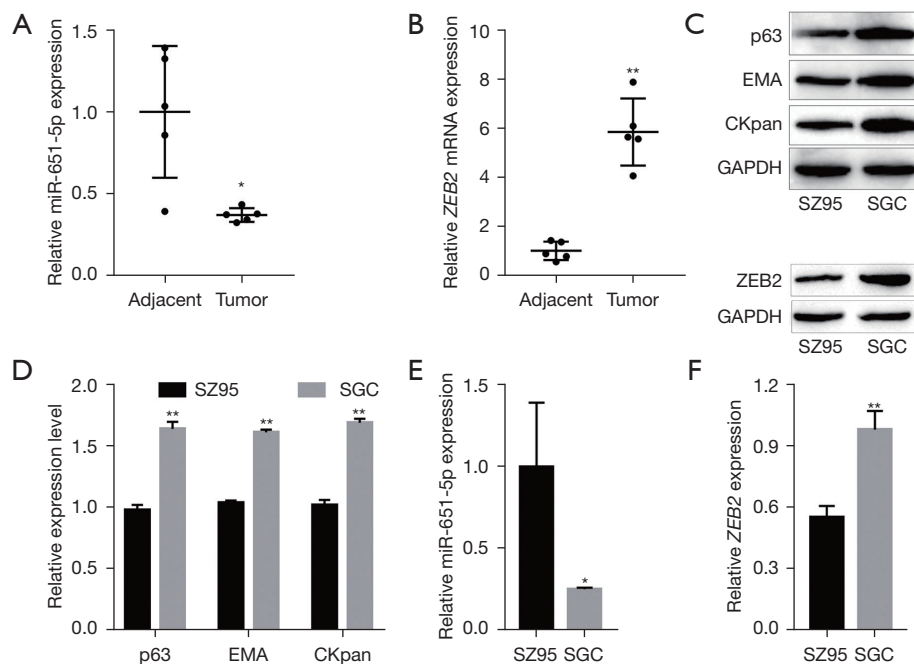 A
Relative miR-651-5p expression
1.5
1.0
0.5
0.0
*
Adjacent Tumor
B
Relative ZEB2 mRNA expression
10
8
6
4
2
0
**
Adjacent Tumor
C
p63
EMA
CKpan
GAPDH
SZ95 SGC
ZEB2
GAPDH
SZ95 SGC
D
Relative expression level
2.0
1.5
1.0
0.5
0.0
SZ95 SGC
** ** **
p63 EMA CKpan
E
Relative miR-651-5p expression
1.5
1.0
0.5
0.0
*
SZ95 SGC
F
Relative ZEB2 expression
1.2
0.9
0.6
0.3
0.0
**
SZ95 SGC